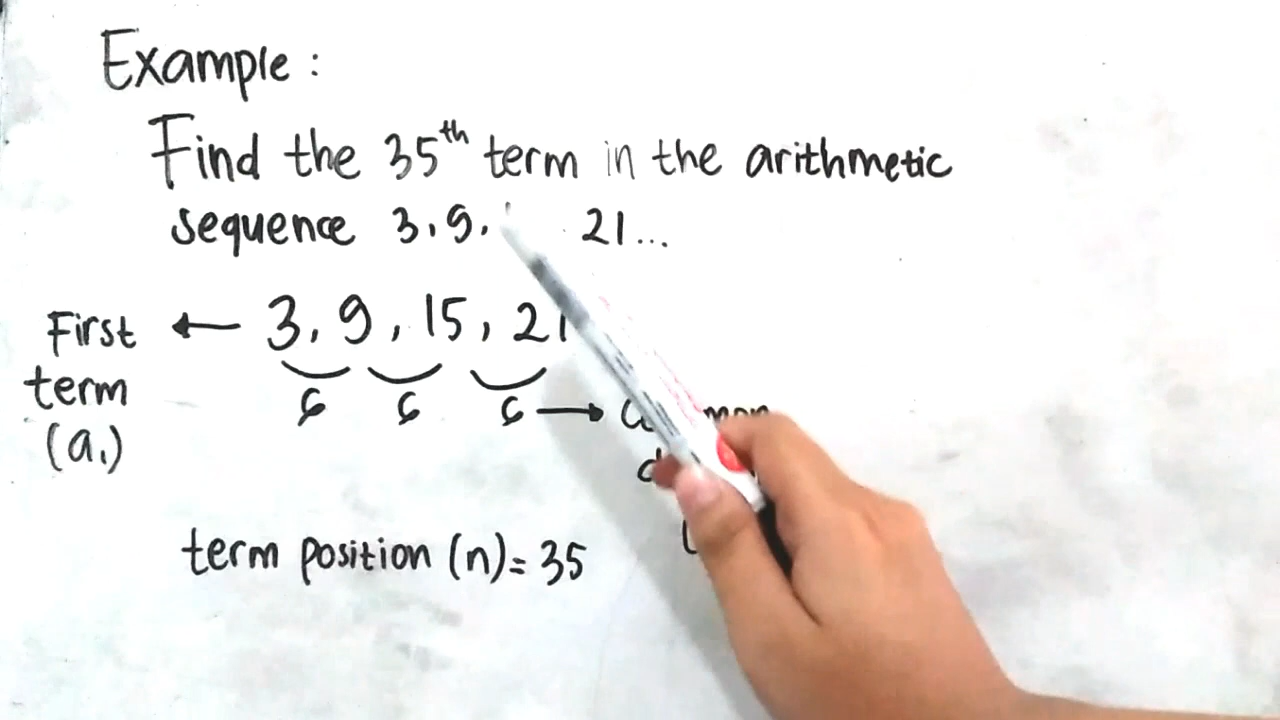 Example :
Find the 35th term in the arithmetic
sequence 3, 9, 21...
First term (a₁) ← 3, 9, 15, 21
6 6 6 →
term position (n) = 35